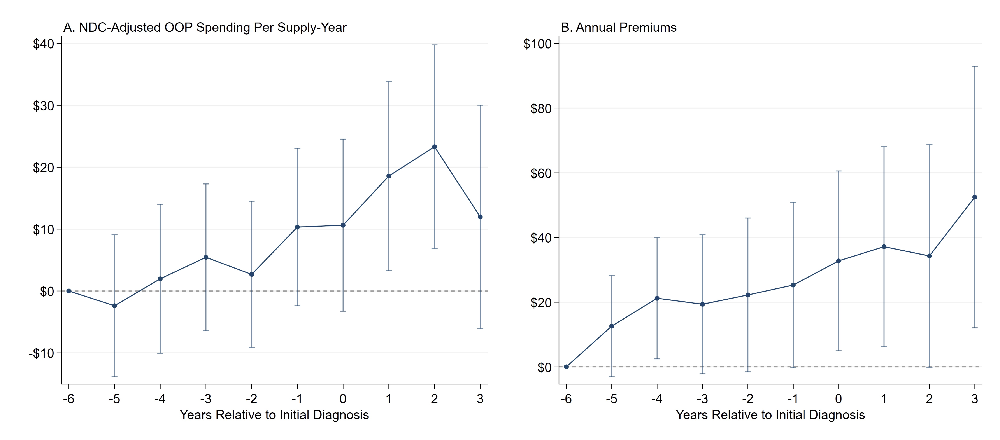 A. NDC-Adjusted OOP Spending Per Supply-Year
$40
$30
$20
$10
$0
-$10
-6 -5 -4 -3 -2 -1 0 1 2 3
Years Relative to Initial Diagnosis
B. Annual Premiums
$100
$80
$60
$40
$20
$0
-6 -5 -4 -3 -2 -1 0 1 2 3
Years Relative to Initial Diagnosis